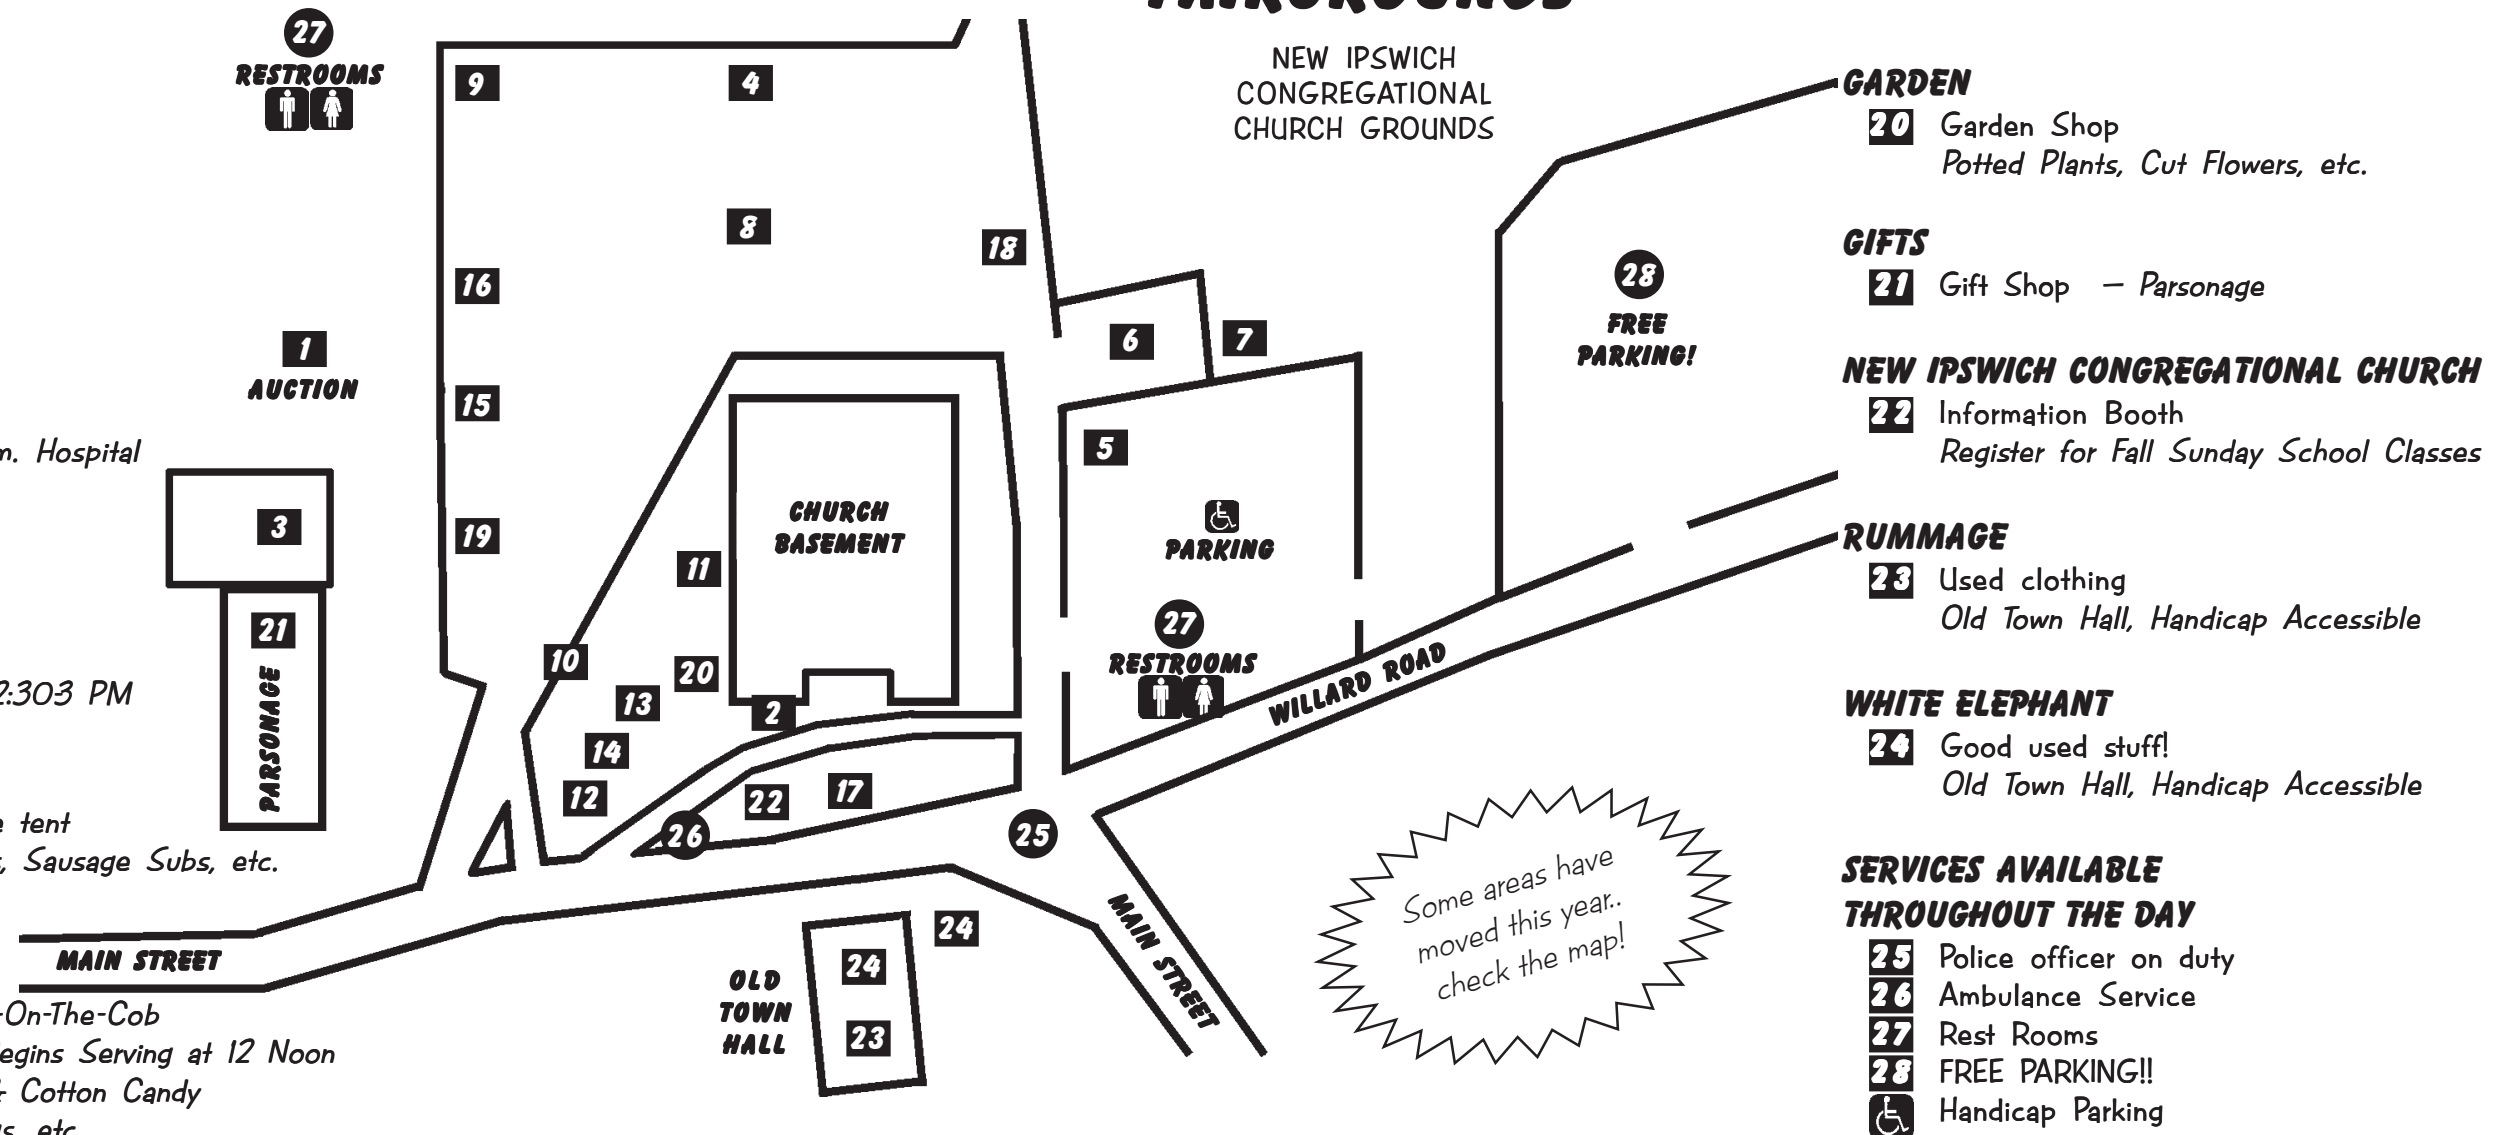 FAIRGROUNDS
NEW IPSWICH
CONGREGATIONAL
CHURCH GROUNDS
27
RESTROOMS
9
4
8
18
16
6
7
1
AUCTION
15
5
28
FREE
PARKING!
m. Hospital
3
19
CHURCH
BASEMENT
11
PARKING
21
PARSONAGE
10
20
13
2
14
12
27
RESTROOMS
WILLARD ROAD
2:303 PM
22
17
26
25
e tent
s, Sausage Subs, etc.
MAIN STREET
MAIN STREET
24
OLD
TOWN
HALL
24
23
Some areas have
moved this year..
check the map!
-On-The-Cob
egins Serving at 12 Noon
& Cotton Candy
etc
GARDEN
20 Garden Shop
Potted Plants, Cut Flowers, etc.
GIFTS
21 Gift Shop – Parsonage
NEW IPSWICH CONGREGATIONAL CHURCH
22 Information Booth
Register for Fall Sunday School Classes
RUMMAGE
23 Used clothing
Old Town Hall, Handicap Accessible
WHITE ELEPHANT
24 Good used stuff!
Old Town Hall, Handicap Accessible
SERVICES AVAILABLE
THROUGHOUT THE DAY
25 Police officer on duty
26 Ambulance Service
27 Rest Rooms
28 FREE PARKING!!
Handicap Parking